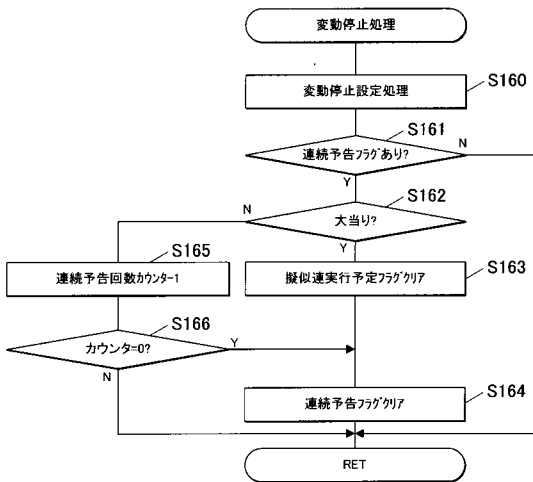 変動停止処理
変動停止設定処理
S160
連続予告フラグあり?
S161
N
Y
大当り?
S162
N
Y
連続予告回数カウンター1
S165
擬似連実行予定フラグクリア
S163
カウンタ=0?
S166
Y
N
連続予告フラグクリア
S164
RET